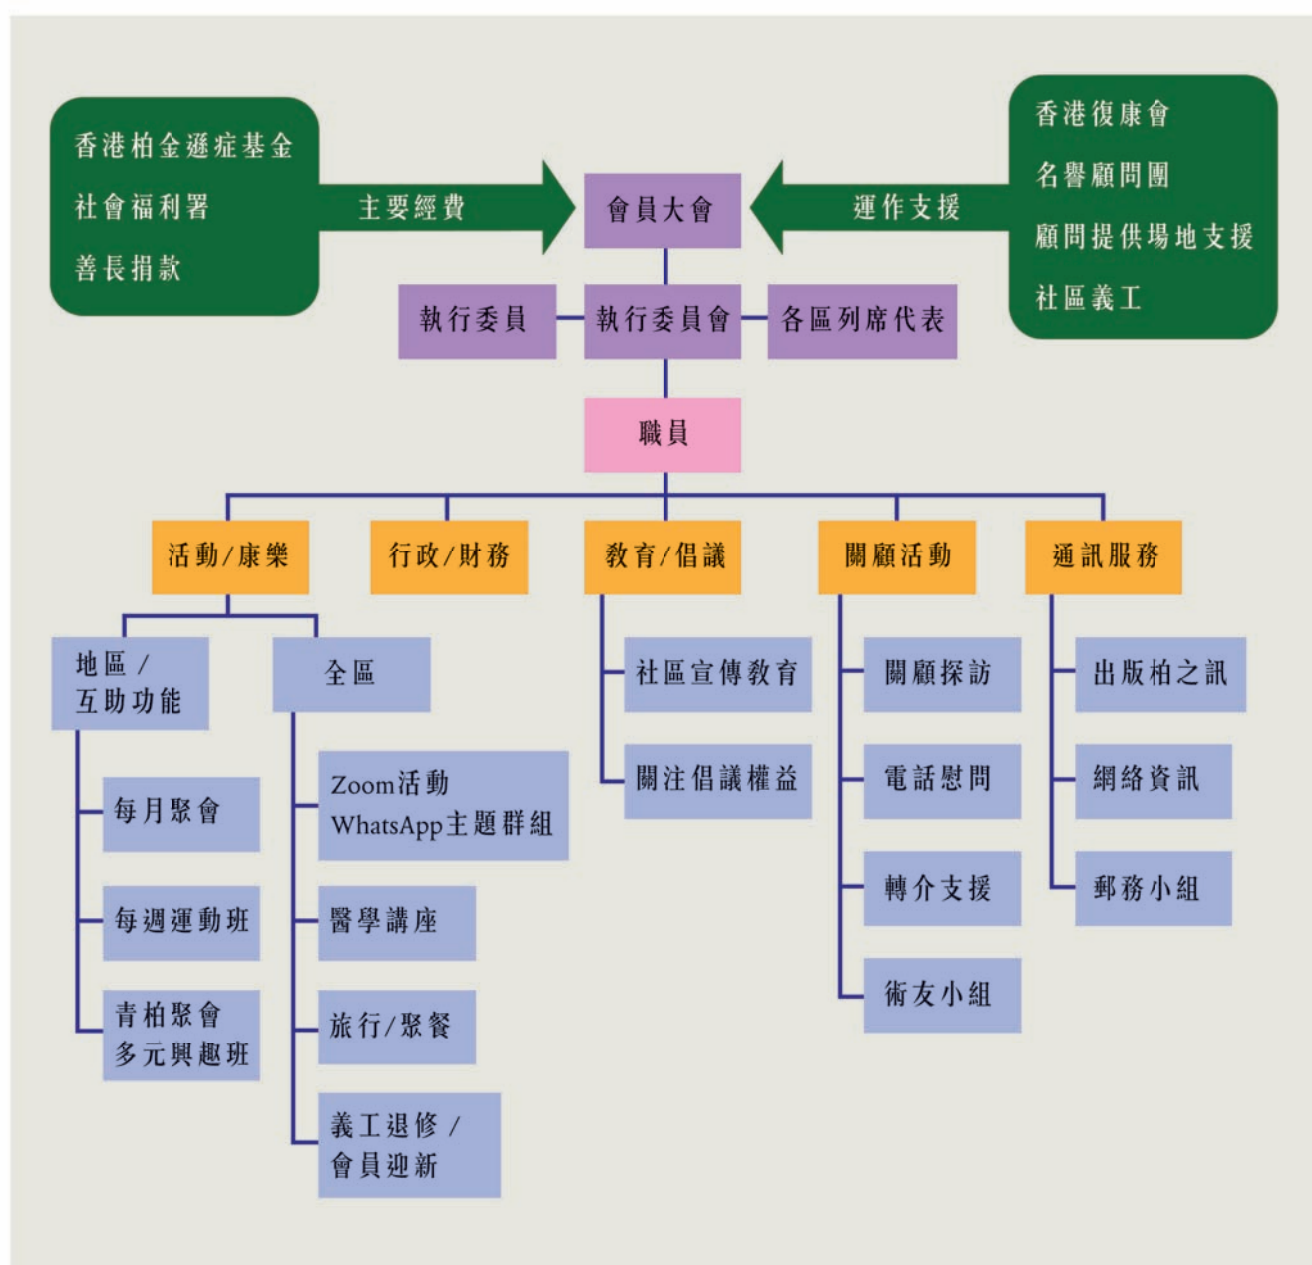 香港柏金遜症基金
社會福利署
善長捐款
主要經費
會員大會
運作支援
香港復康會
名譽顧問團
顧問提供場地支援
社區義工
執行委員
執行委員會
各區列席代表
職員
活動/康樂
行政/財務
教育/倡議
關顧活動
通訊服務
地區 /
互助功能
全區
每月聚會
每週運動班
青柏聚會
多元興趣班
Zoom活動
WhatsApp主題群組
醫學講座
旅行/聚餐
義工退修 /
會員迎新
社區宣傳教育
關注倡議權益
關顧探訪
電話慰問
轉介支援
術友小組
出版柏之訊
網絡資訊
郵務小組